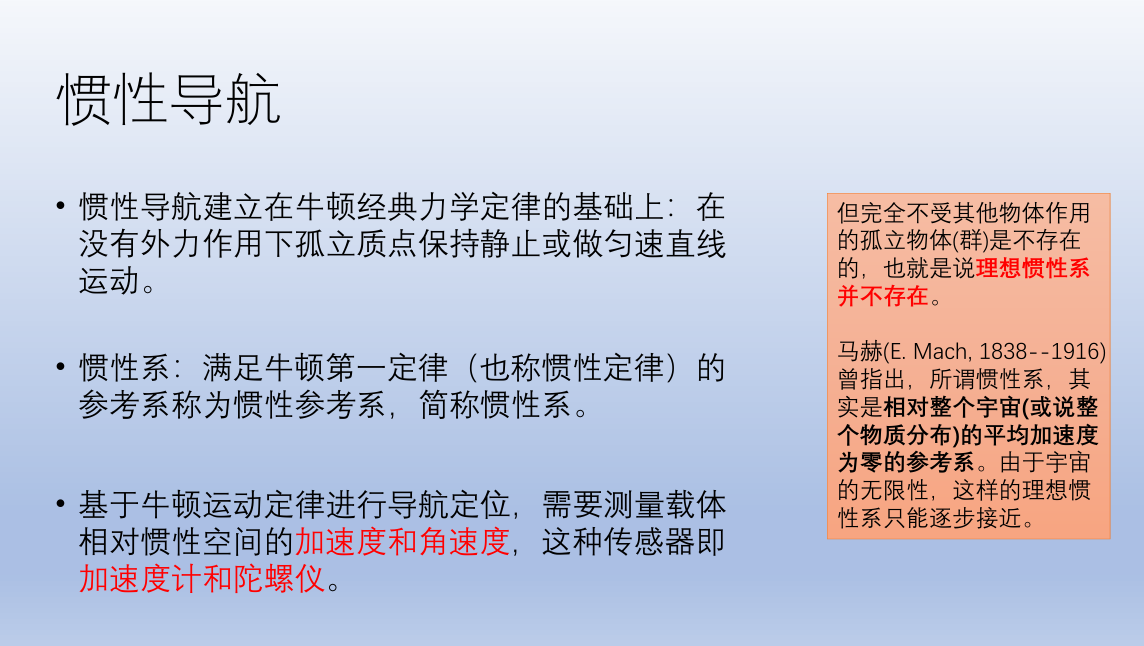 惯性导航
• 惯性导航建立在牛顿经典力学定律的基础上：在
没有外力作用下孤立质点保持静止或做匀速直线
运动。
• 惯性系：满足牛顿第一定律（也称惯性定律）的
参考系称为惯性参考系，简称惯性系。
• 基于牛顿运动定律进行导航定位，需要测量载体
相对惯性空间的加速度和角速度，这种传感器即
加速度计和陀螺仪。
但完全不受其他物体作用
的孤立物体(群)是不存在
的，也就是说理想惯性系
并不存在。
马赫(E. Mach, 1838--1916)
曾指出，所谓惯性系，其
实是相对整个宇宙(或说整
个物质分布)的平均加速度
为零的参考系。由于宇宙
的无限性，这样的理想惯
性系只能逐步接近。